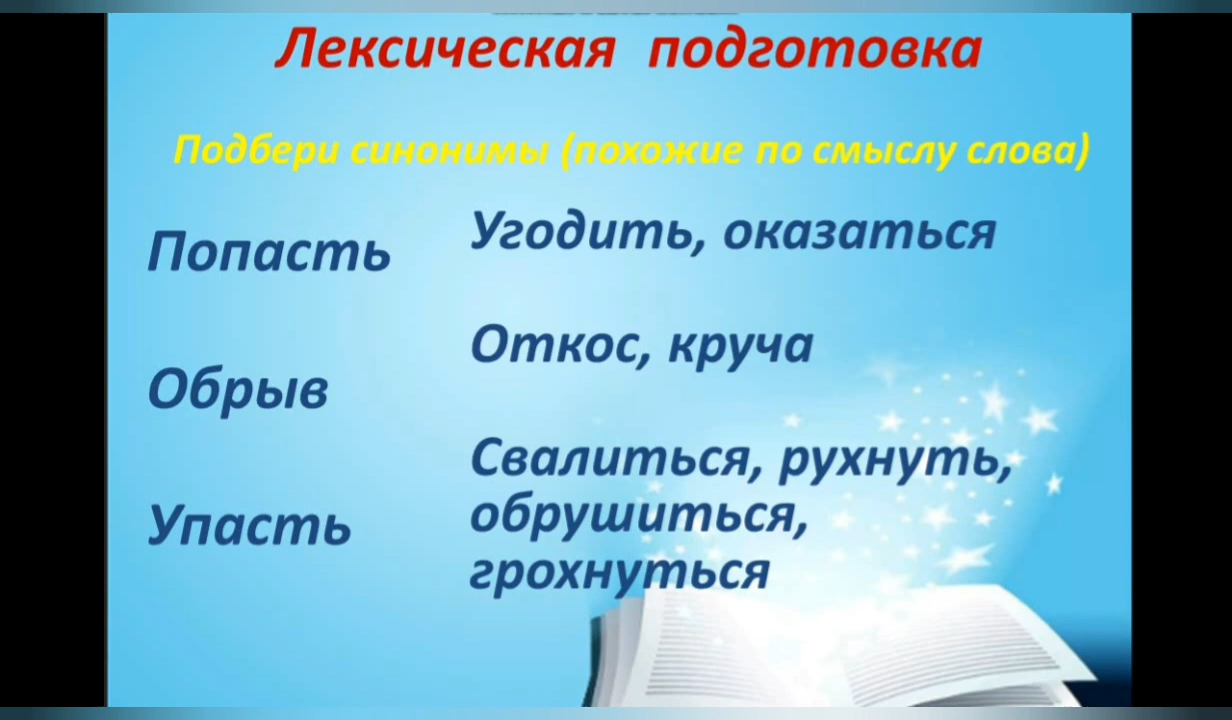 Лексическая подготовка
Подбери синонимы (похожие по смыслу слова)
Попасть
Угодить, оказаться
Обрыв
Откос, круча
Упасть
Свалиться, рухнуть,
обрушиться,
грохнуться